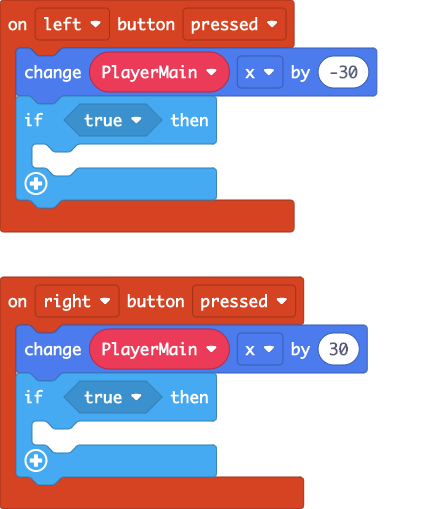 on left button pressed
change PlayerMain x by -30
if true then
on right button pressed
change PlayerMain x by 30
if true then